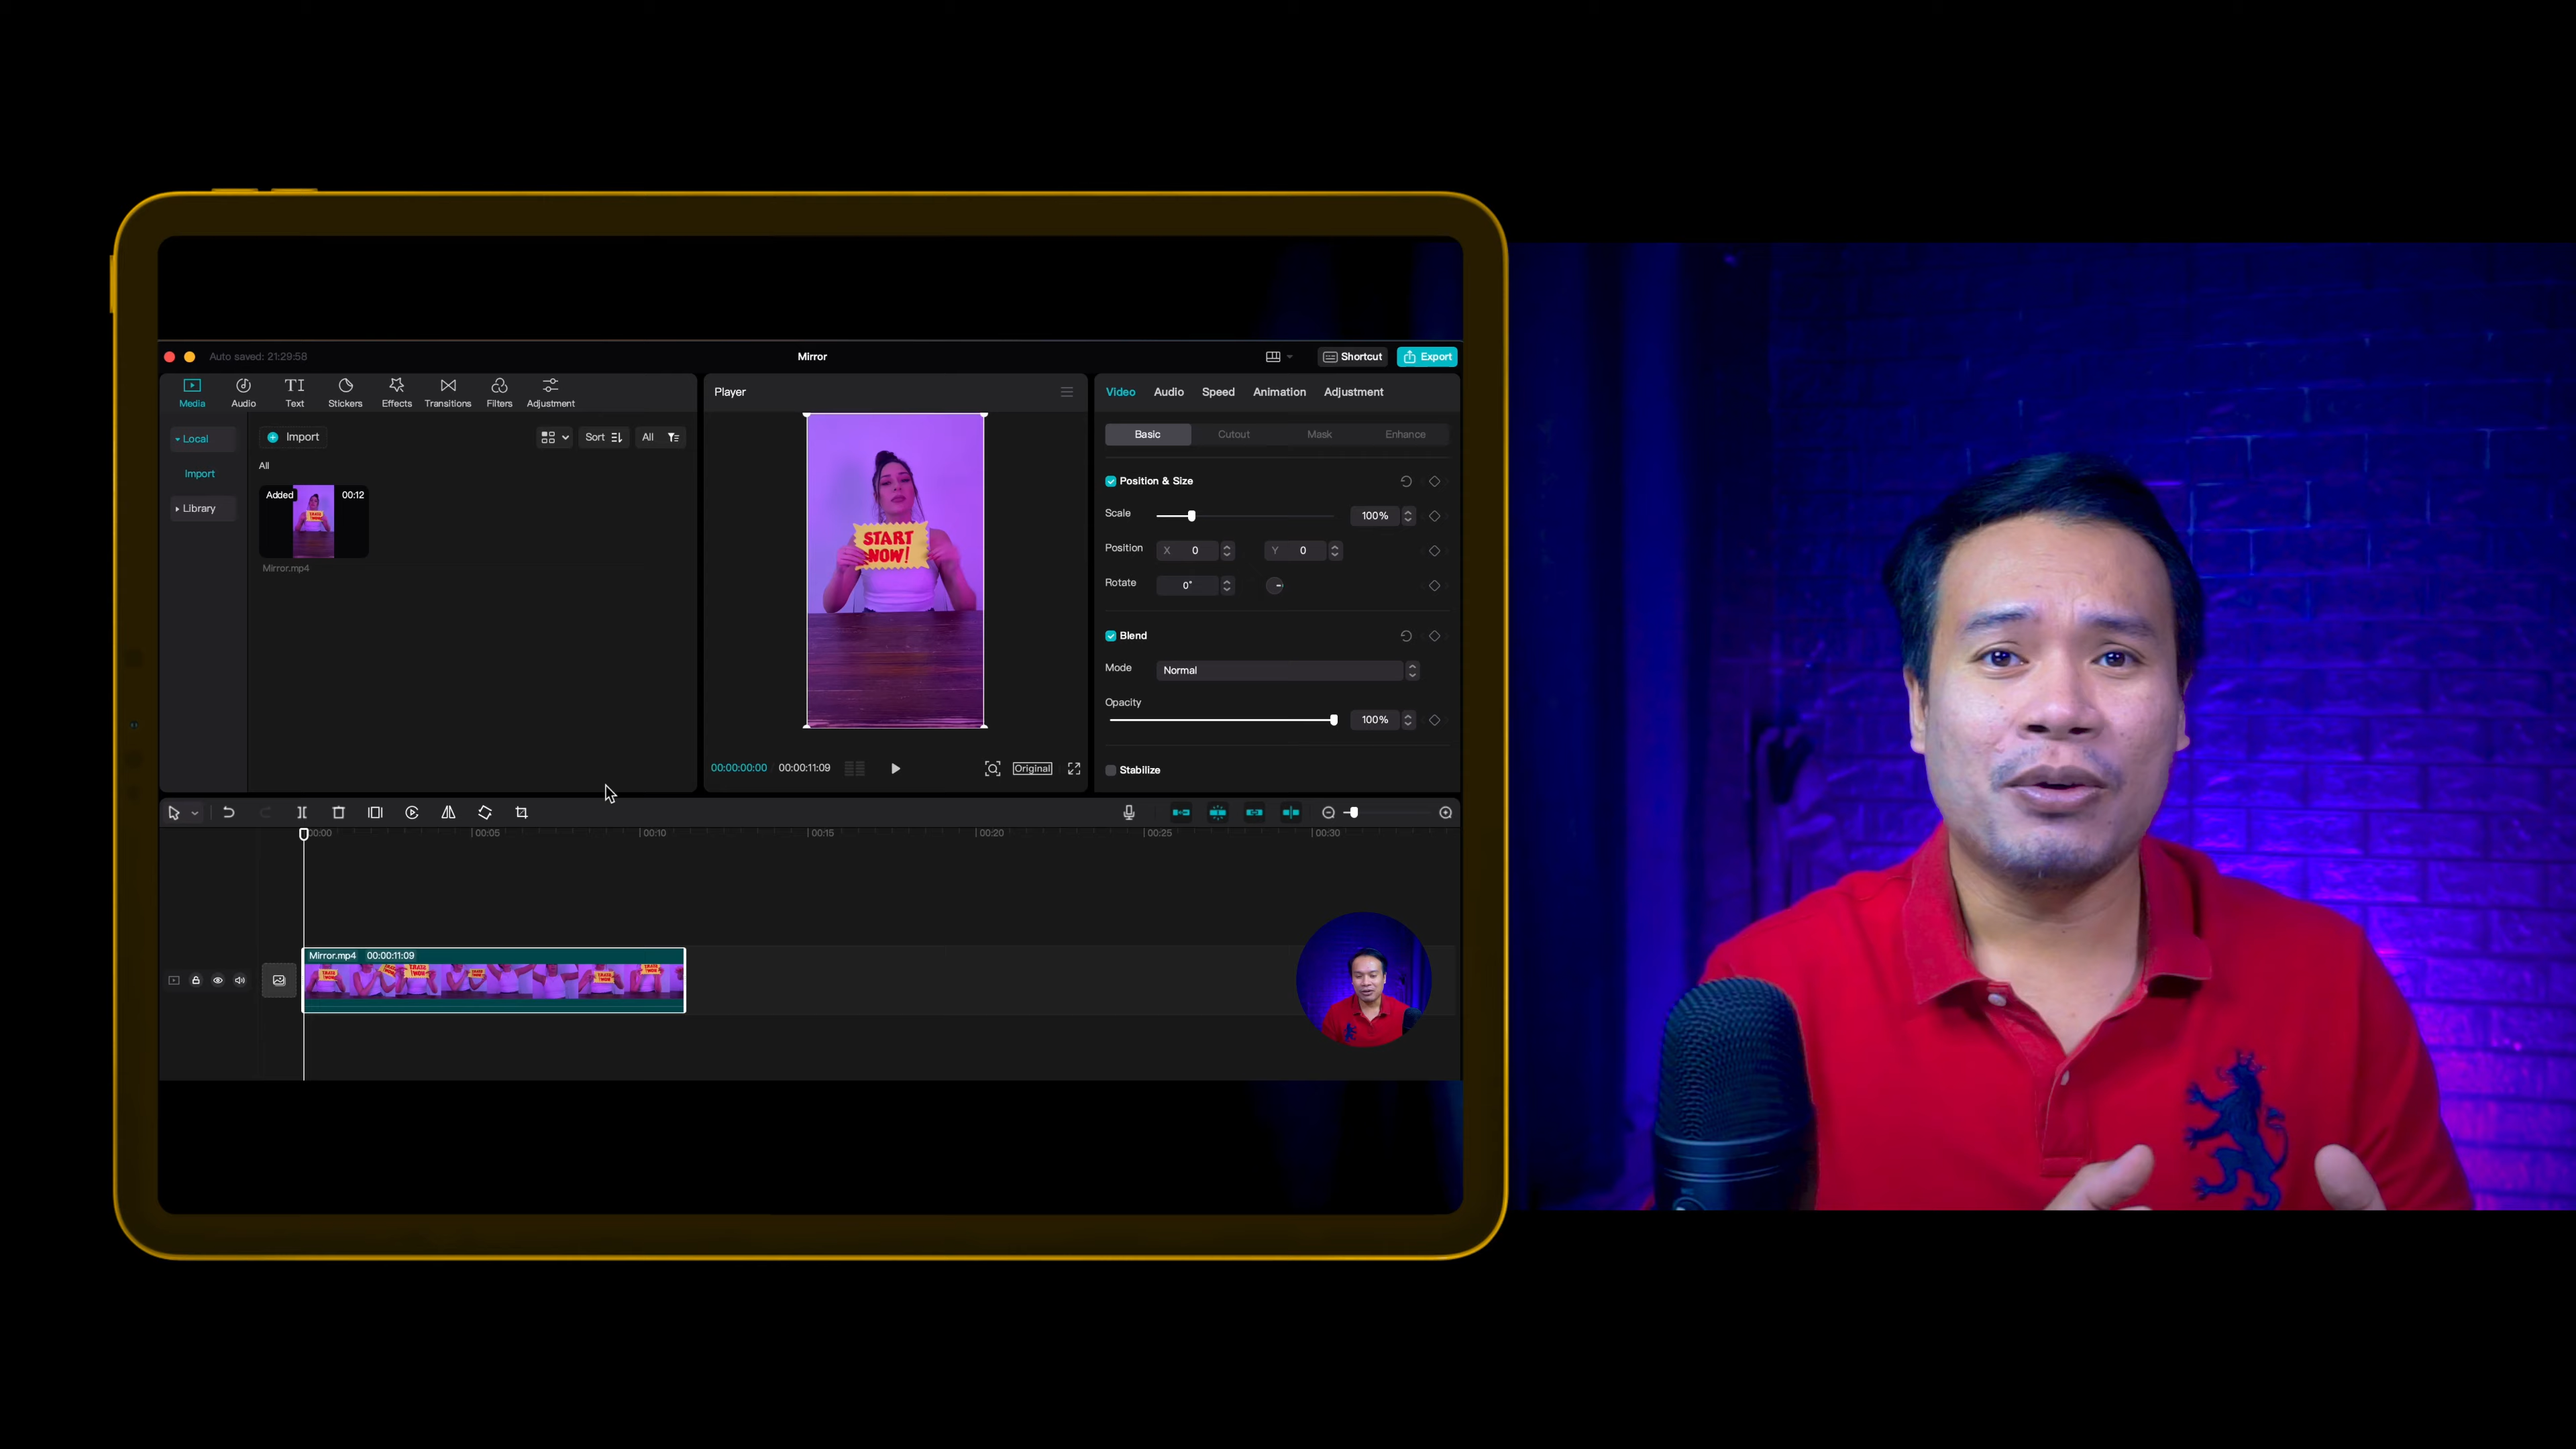 Auto saved: 21:29:58
Mirror
Shortcut
Export
Media
Audio
Text
Stickers
Effects
Transitions
Filters
Adjustment
Local
Import
Library
Import
Sort
All
All
Added
00:12
Mirror.mp4
Player
START
NOW!
00:00:00:00
00:00:11:09
Original
Video
Audio
Speed
Animation
Adjustment
Basic
Cutout
Mask
Enhance
Position & Size
Scale
100%
Position
X 0
Y 0
Rotate
0°
Blend
Mode
Normal
Opacity
100%
Stabilize
00:00
00:05
00:10
00:15
00:20
00:25
00:30
Mirror.mp4 00:00:11:09